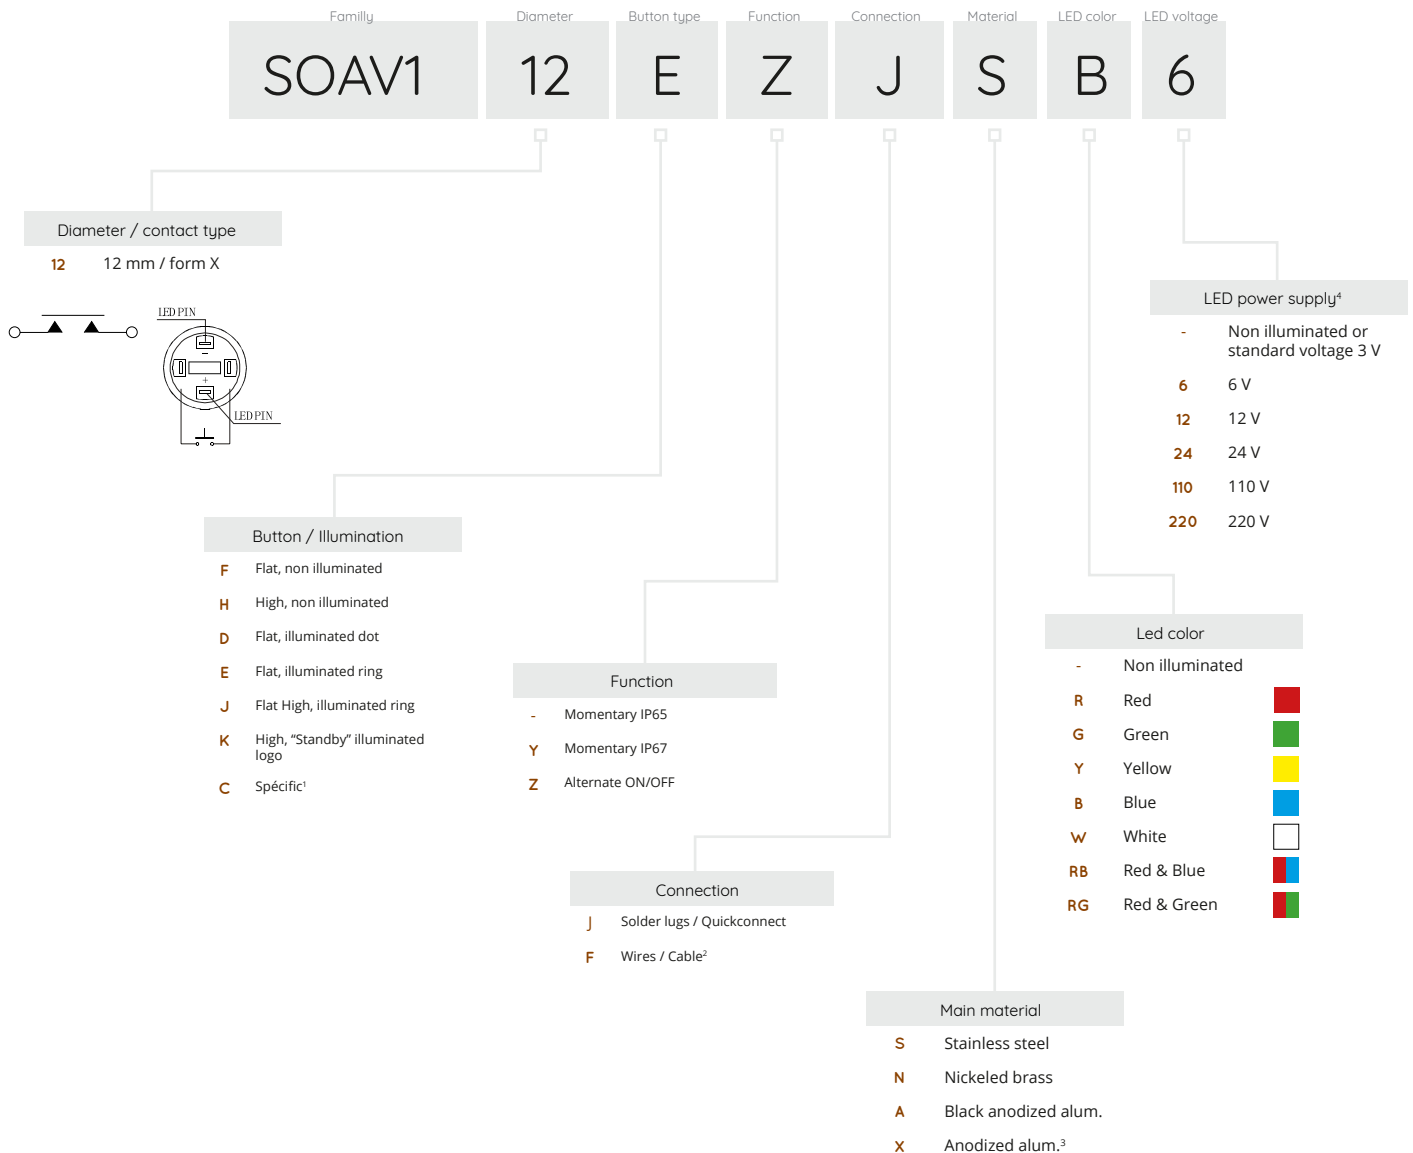 Familly Diameter Button type Function Connection Material LED color LED voltage
SOAV1 12 E Z J S B 6
Diameter / contact type
12 12 mm / form X
LED PIN
-
+
LED PIN
LED power supply⁴
- Non illuminated or
standard voltage 3 V
6 6 V
12 12 V
24 24 V
110 110 V
220 220 V
Button / Illumination
F Flat, non illuminated
H High, non illuminated
D Flat, illuminated dot
E Flat, illuminated ring
J Flat High, illuminated ring
K High, “Standby” illuminated
logo
C Spécific¹
Function
- Momentary IP65
Y Momentary IP67
Z Alternate ON/OFF
Led color
- Non illuminated
R Red
G Green
Y Yellow
B Blue
W White
RB Red & Blue
RG Red & Green
Connection
J Solder lugs / Quickconnect
F Wires / Cable²
Main material
S Stainless steel
N Nickeled brass
A Black anodized alum.
X Anodized alum.³